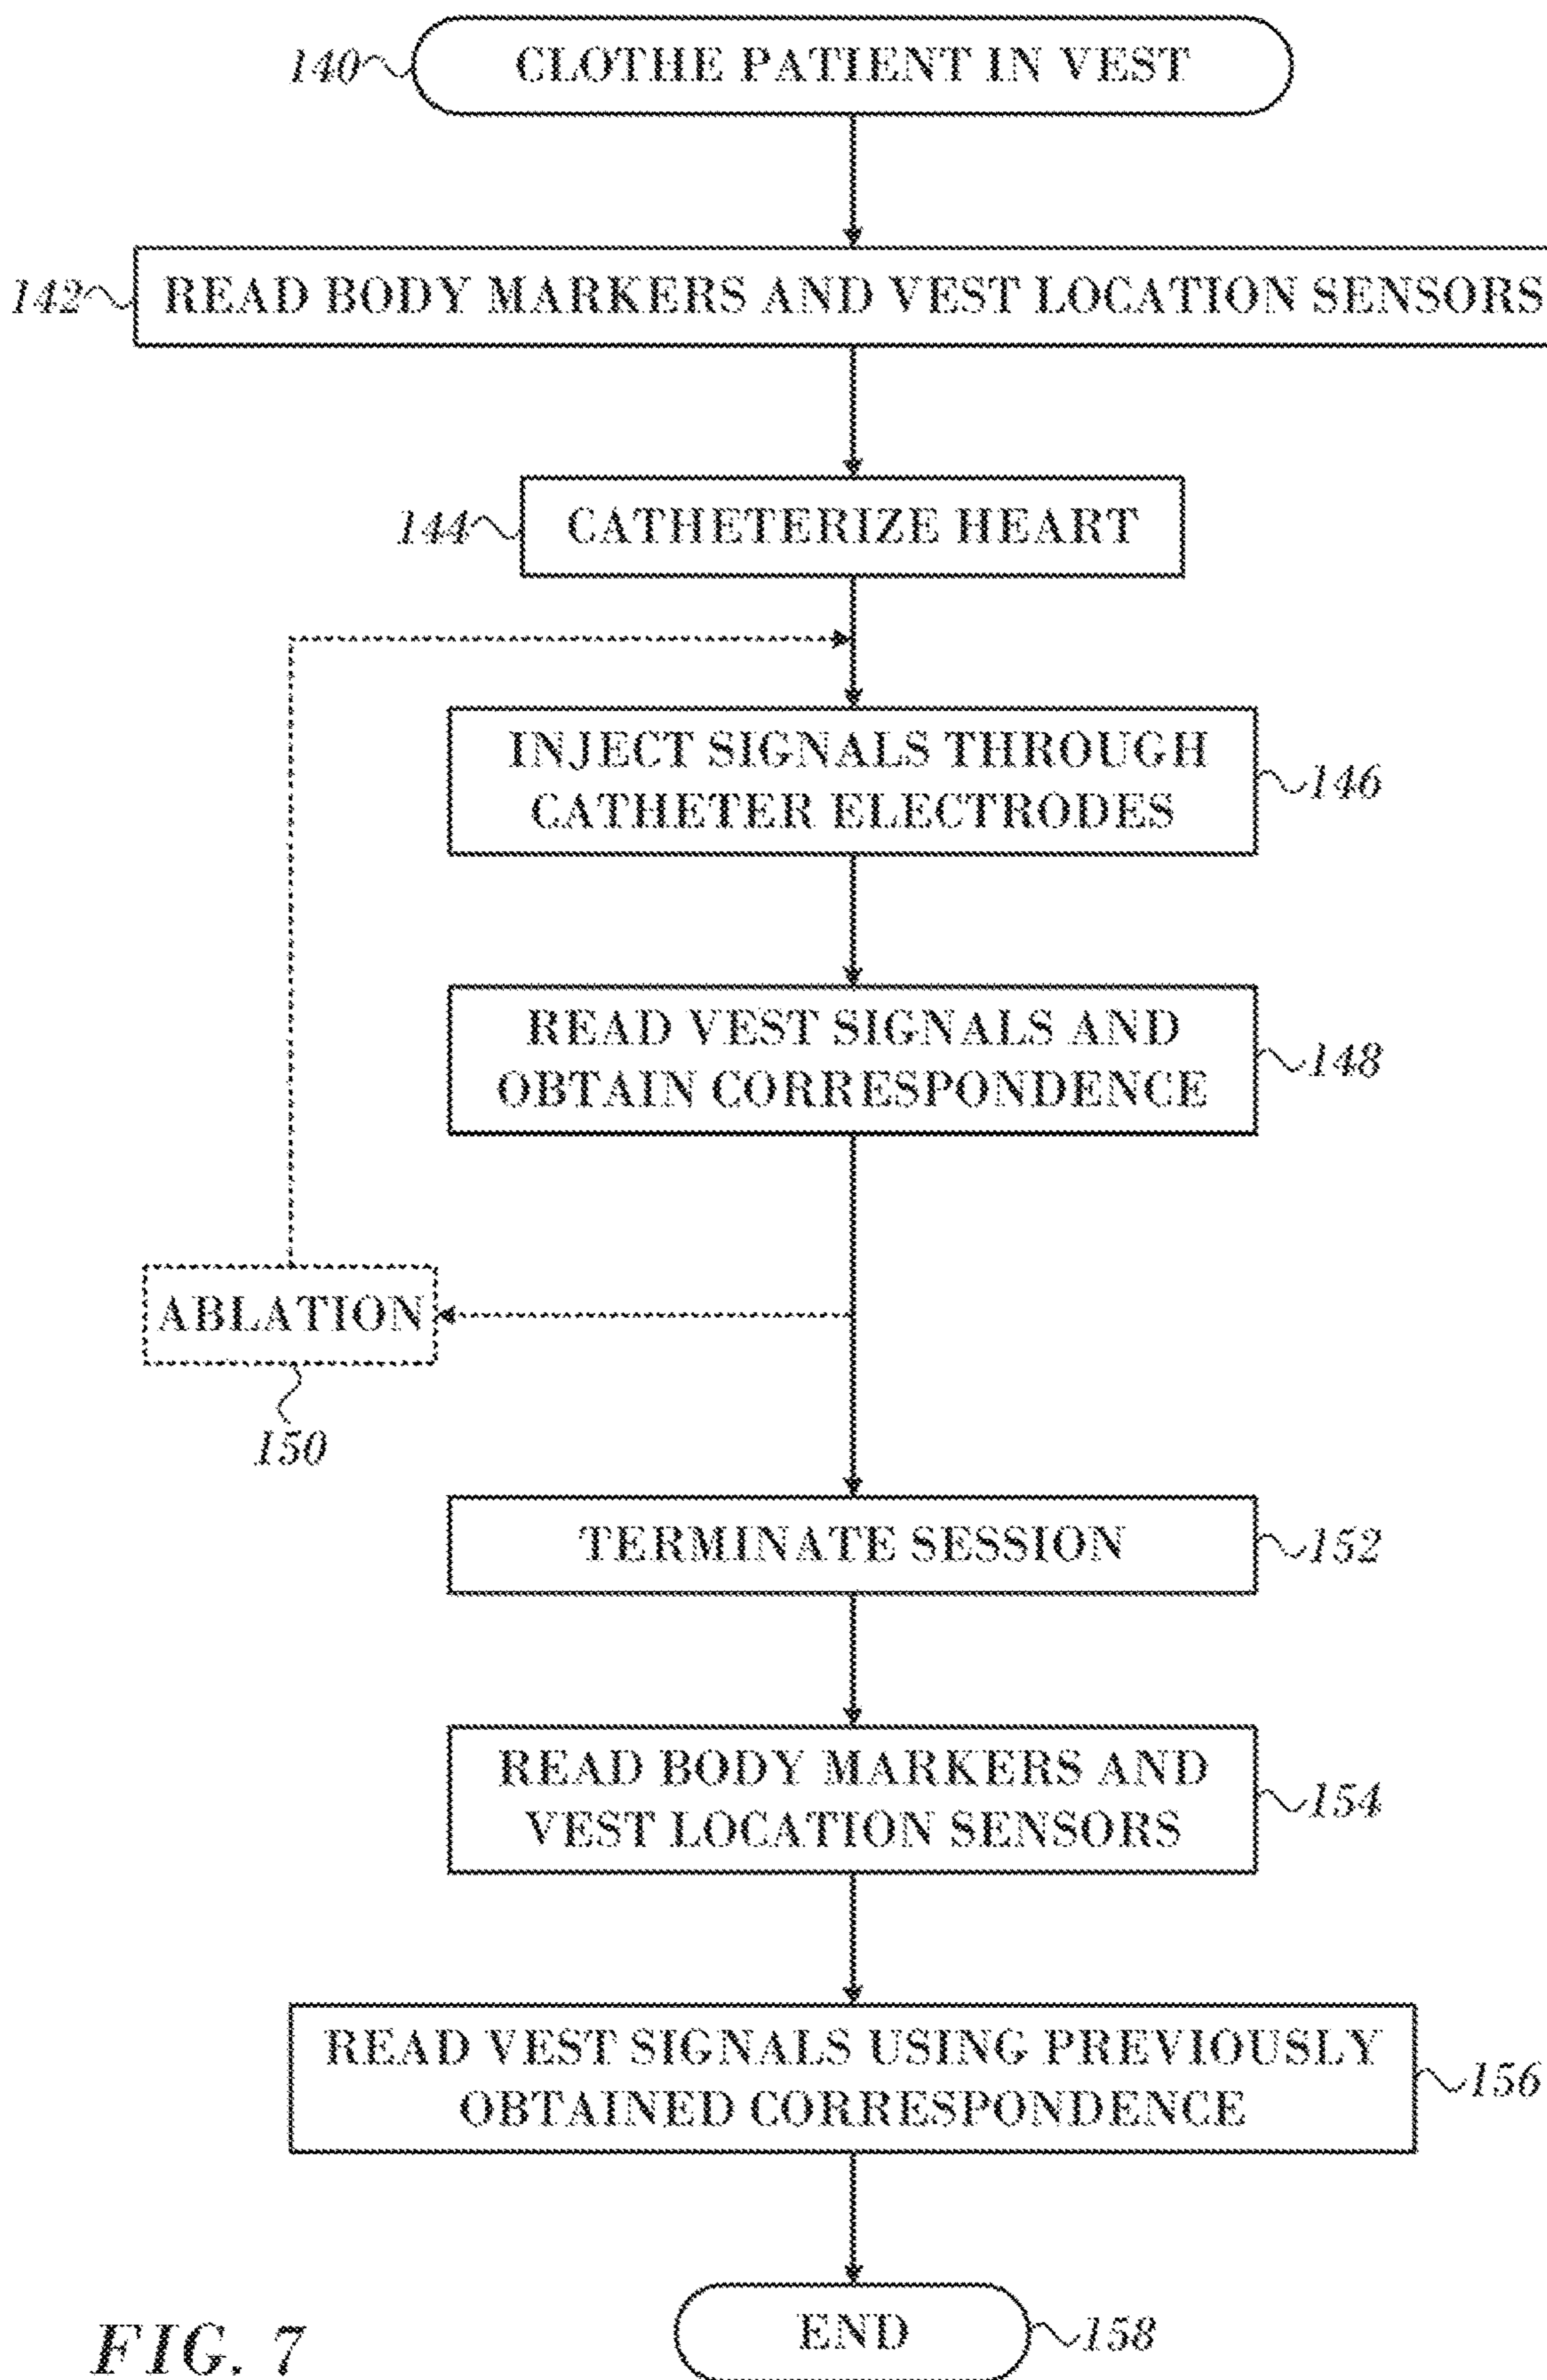 140
CLOTHE PATIENT IN VEST
142
READ BODY MARKERS AND VEST LOCATION SENSORS
144
CATHETERIZE HEART
INJECT SIGNALS THROUGH
CATHETER ELECTRODES
146
READ VEST SIGNALS AND
OBTAIN CORRESPONDENCE
148
ABLATION
150
TERMINATE SESSION
152
READ BODY MARKERS AND
VEST LOCATION SENSORS
154
READ VEST SIGNALS USING PREVIOUSLY
OBTAINED CORRESPONDENCE
156
END
158
FIG. 7